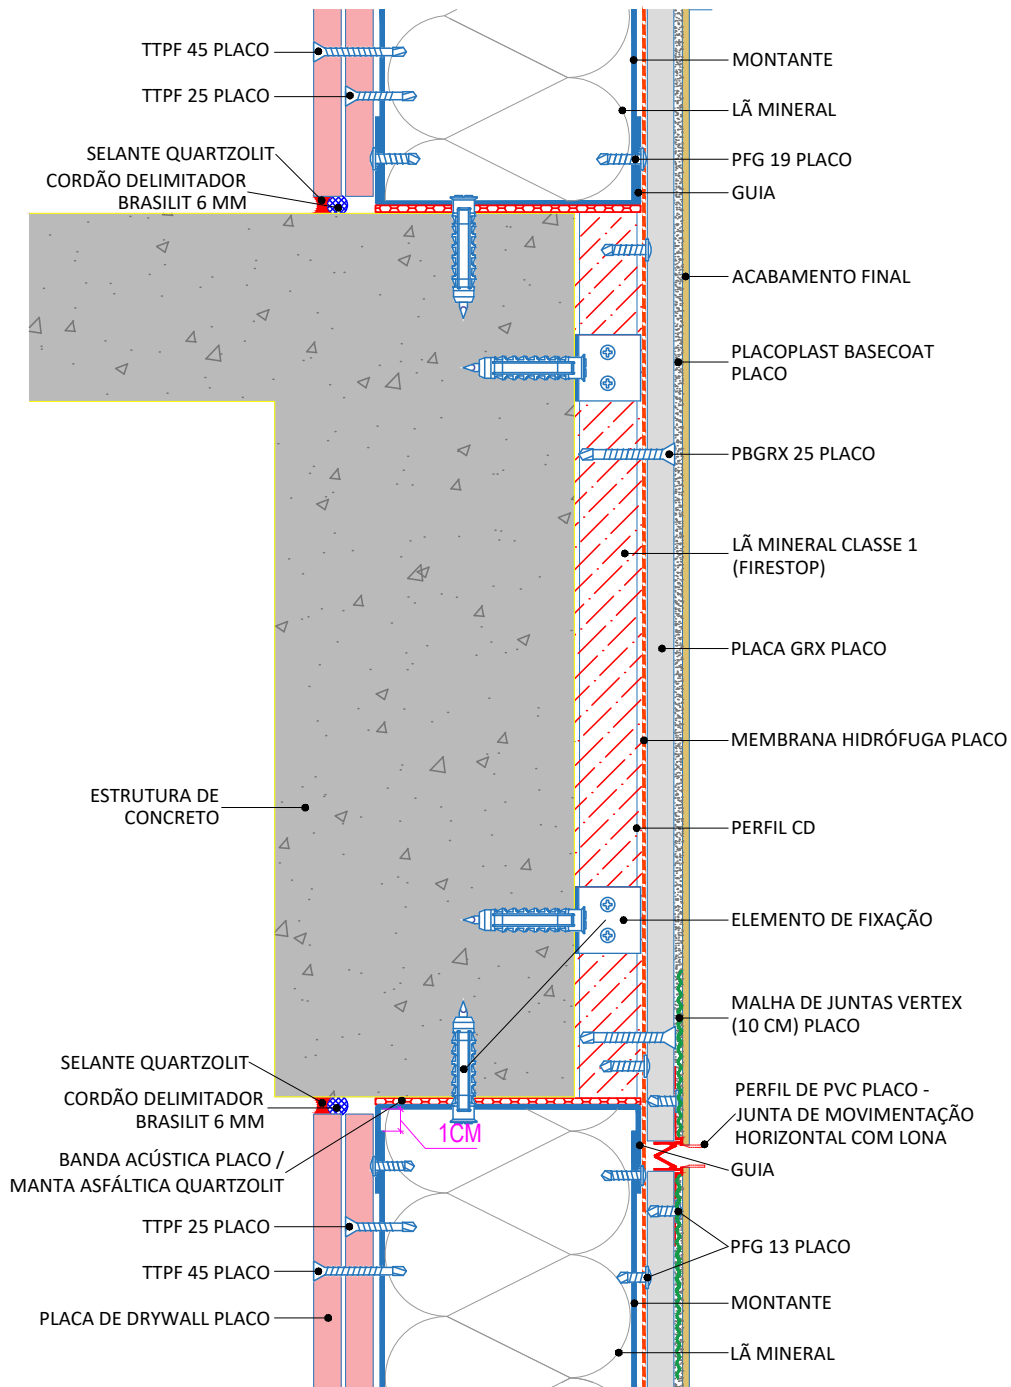 TTPF 45 PLACO
TTPF 25 PLACO
SELANTE QUARTZOLIT
CORDÃO DELIMITADOR
BRASILIT 6 MM
MONTANTE
LÃ MINERAL
PFG 19 PLACO
GUIA
ACABAMENTO FINAL
PLACOPLAST BASECOAT
PLACO
PBGRX 25 PLACO
LÃ MINERAL CLASSE 1
(FIRESTOP)
PLACA GRX PLACO
MEMBRANA HIDRÓFUGA PLACO
ESTRUTURA DE
CONCRETO
PERFIL CD
ELEMENTO DE FIXAÇÃO
MALHA DE JUNTAS VERTEX
(10 CM) PLACO
SELANTE QUARTZOLIT
CORDÃO DELIMITADOR
BRASILIT 6 MM
1CM
BANDA ACÚSTICA PLACO /
MANTA ASFÁLTICA QUARTZOLIT
TTPF 25 PLACO
TTPF 45 PLACO
PLACA DE DRYWALL PLACO
PERFIL DE PVC PLACO -
JUNTA DE MOVIMENTAÇÃO
HORIZONTAL COM LONA
GUIA
PFG 13 PLACO
MONTANTE
LÃ MINERAL